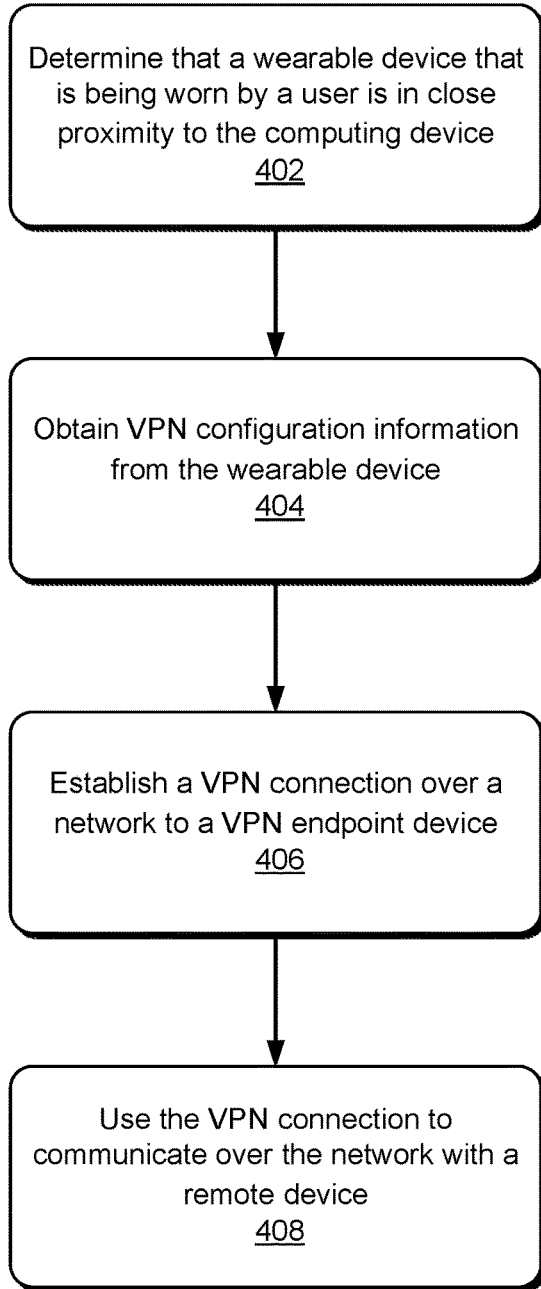 Determine that a wearable device that
is being worn by a user is in close
proximity to the computing device
402
Obtain VPN configuration information
from the wearable device
404
Establish a VPN connection over a
network to a VPN endpoint device
406
Use the VPN connection to
communicate over the network with a
remote device
408